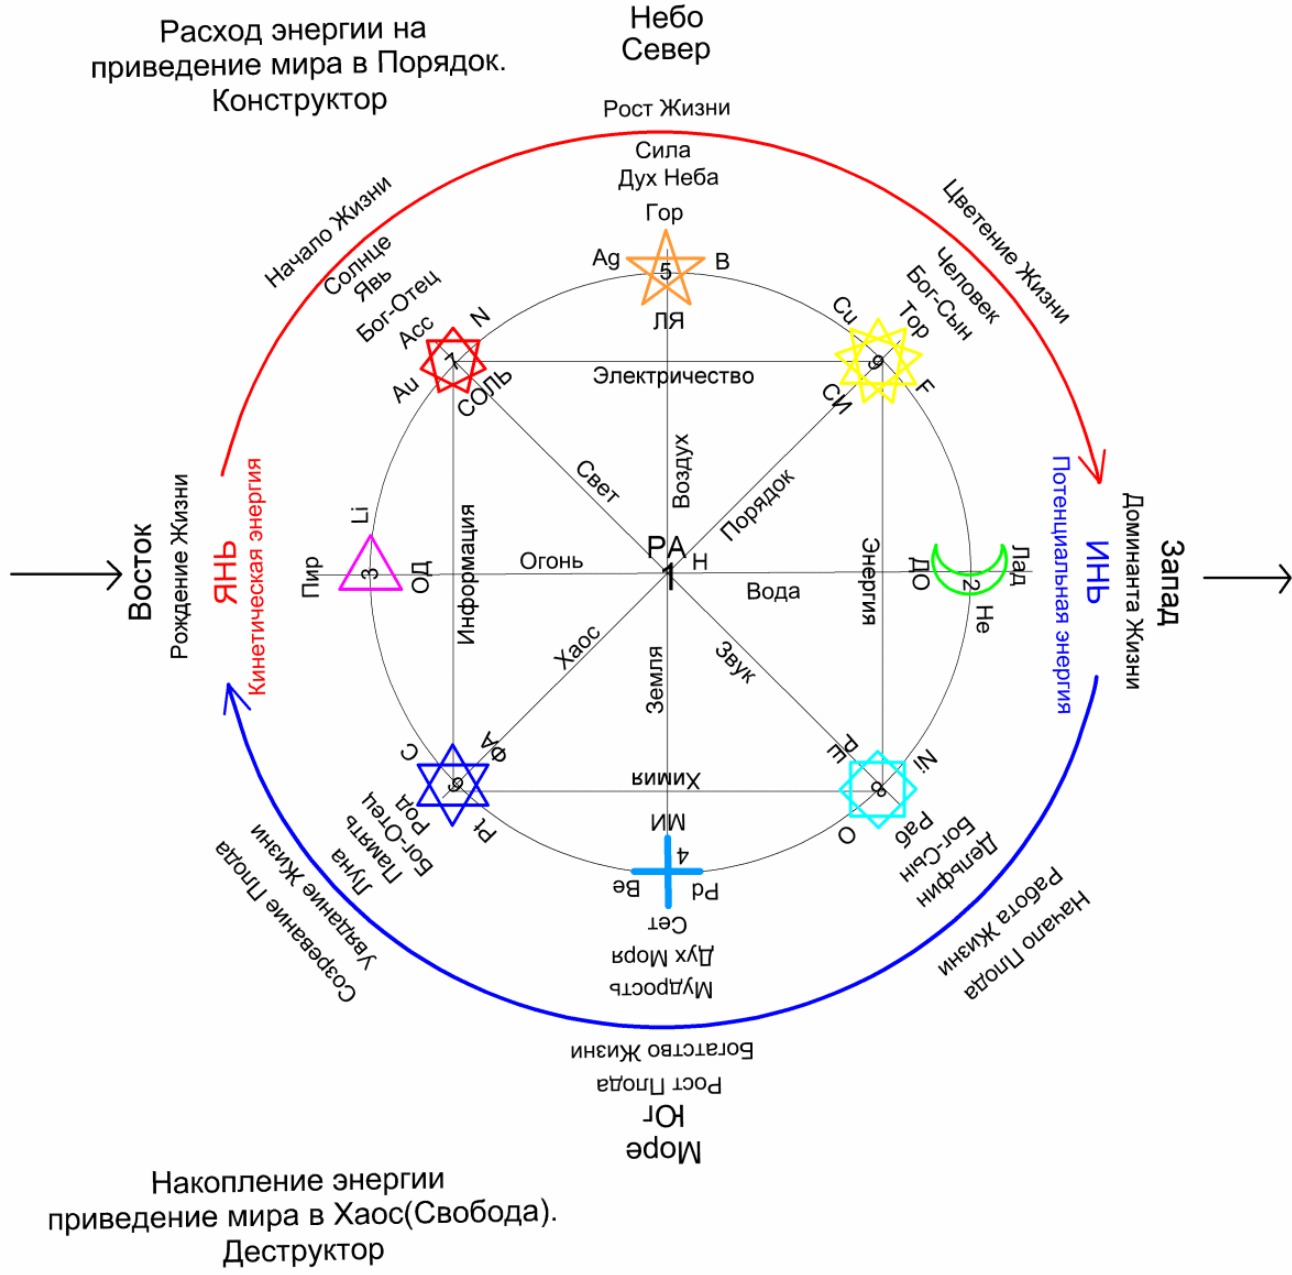 Расход энергии на
приведение мира в Порядок.
Конструктор
Небо
Север
Рост Жизни
Сила
Дух Неба
Гор
Ag
B
5
ЛЯ
Начало Жизни
Солнце
Явь
Бог-Отец
Асс
N
Au
7
СОЛЬ
Цветение Жизни
Человек
Бог-Сын
Тор
Cu
9
F
СИ
Электричество
Свет
Воздух
Порядок
Восток
Рождение Жизни
ЯНЬ
Кинетическая энергия
Пир
Li
3
ОД
Информация
Огонь
РА
1
H
Вода
Энергия
ДО
2
Лад
He
Потенциальная энергия
ИНЬ
Доминанта Жизни
Запад
Хаос
Земля
Звук
Химия
C
ФА
6
Pt
Род
Бог-Отец
Память
Луна
Увядание Жизни
Созревание Плода
МИ
4
Be
Pd
Сет
Дух Моря
Мудрость
Ш
Р
Ni
8
O
Раб
Бог-Сын
Дельфин
Работа Жизни
Начало Плода
Богатство Жизни
Рост Плода
Юг
Море
Накопление энергии
приведение мира в Хаос(Свобода).
Деструктор